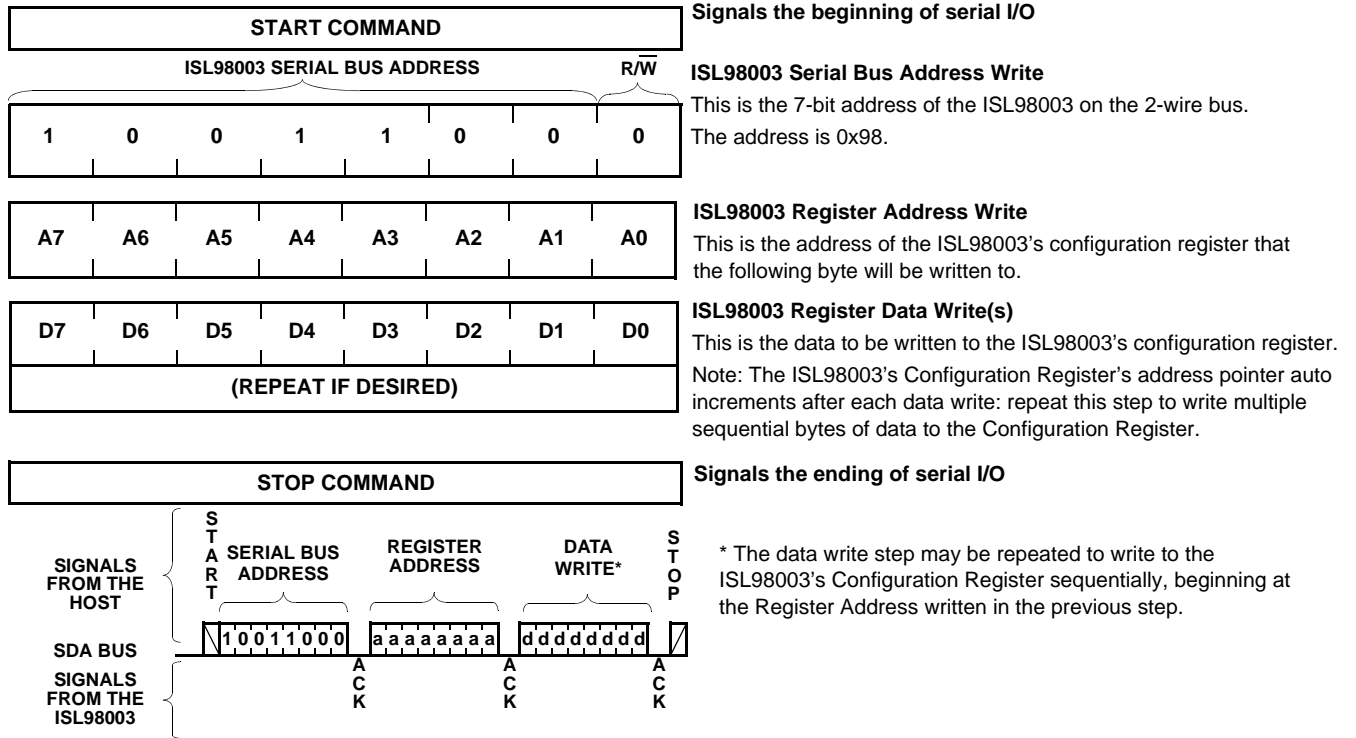 START COMMAND
Signals the beginning of serial I/O
ISL98003 SERIAL BUS ADDRESS R/W̅
1 0 0 1 1 0 0 0
ISL98003 Serial Bus Address Write
This is the 7-bit address of the ISL98003 on the 2-wire bus.
The address is 0x98.
A7 A6 A5 A4 A3 A2 A1 A0
ISL98003 Register Address Write
This is the address of the ISL98003’s configuration register that
the following byte will be written to.
D7 D6 D5 D4 D3 D2 D1 D0
(REPEAT IF DESIRED)
ISL98003 Register Data Write(s)
This is the data to be written to the ISL98003’s configuration register.
Note: The ISL98003’s Configuration Register’s address pointer auto
increments after each data write: repeat this step to write multiple
sequential bytes of data to the Configuration Register.
STOP COMMAND
Signals the ending of serial I/O
SIGNALS
FROM THE
HOST
START
SERIAL BUS
ADDRESS
REGISTER
ADDRESS
DATA
WRITE*
STOP
* The data write step may be repeated to write to the
ISL98003’s Configuration Register sequentially, beginning at
the Register Address written in the previous step.
SDA BUS
1 0 0 1 1 0 0 0 a a a a a a a a d d d d d d d d
SIGNALS
FROM THE
ISL98003
ACK
ACK
ACK